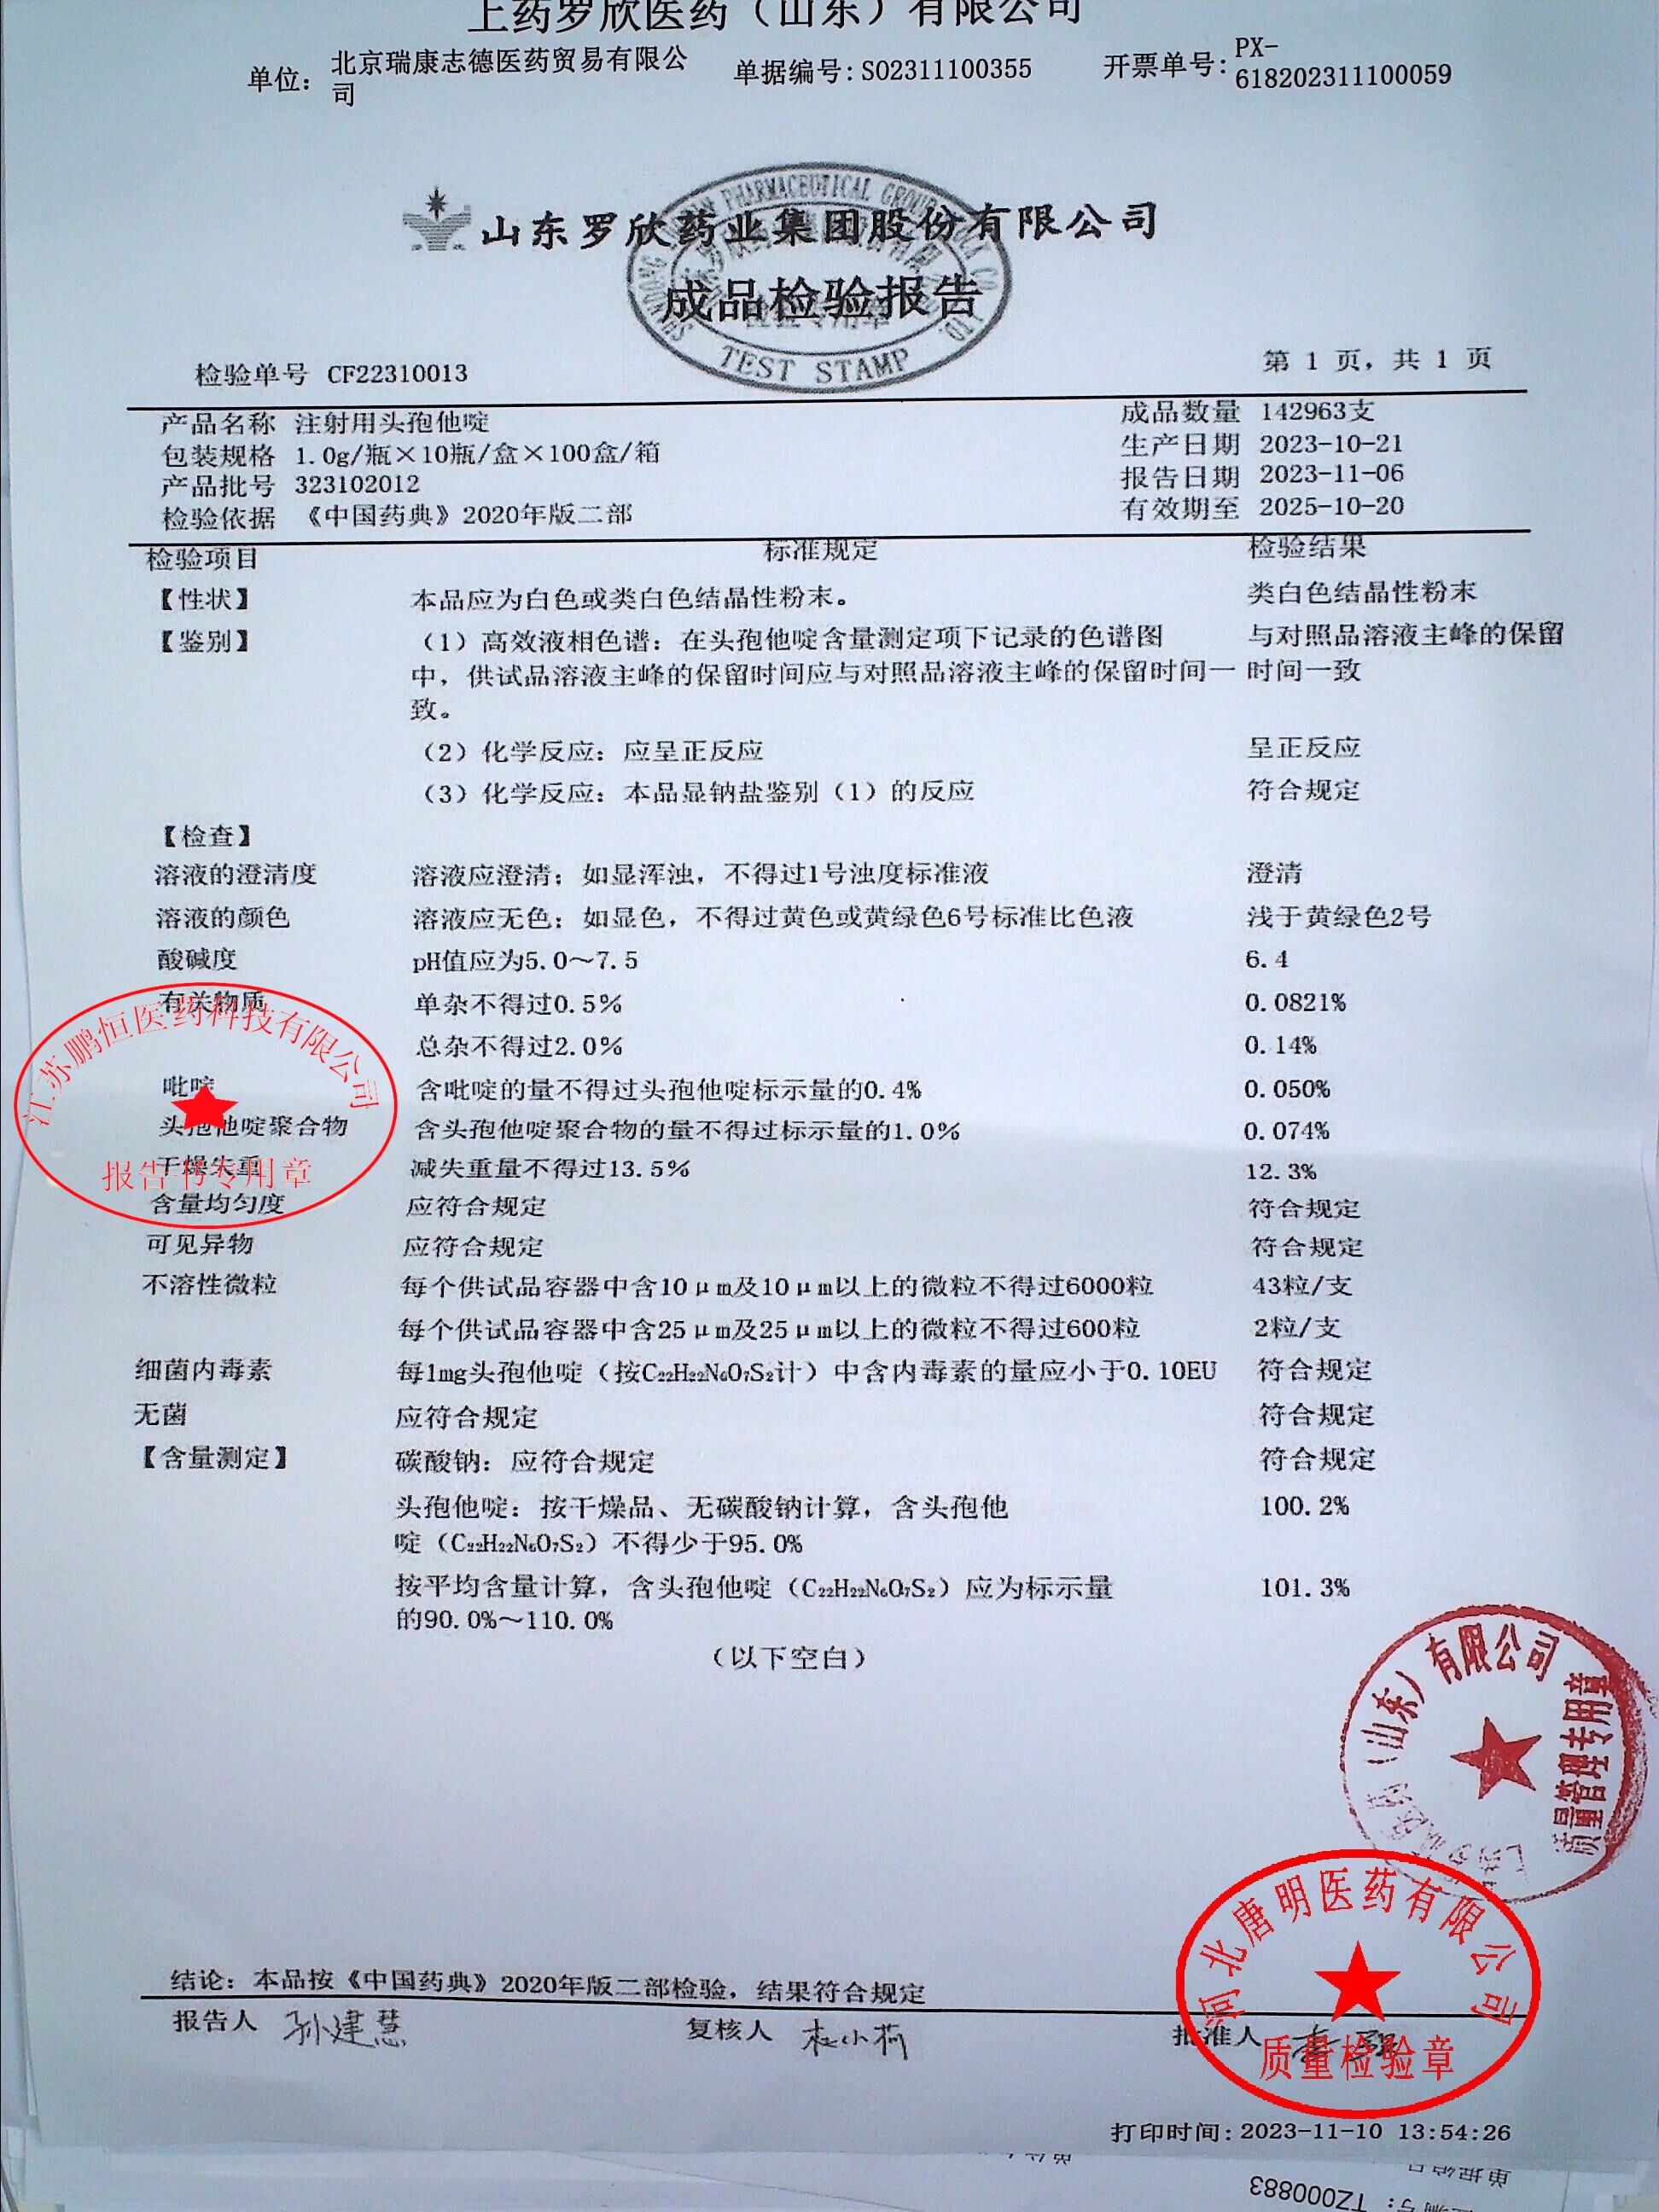 上药罗欣医药（山东）有限公司
单位：北京瑞康志德医药贸易有限公司 单据编号:S02311100355 开票单号:PX-618202311100059
山东罗欣药业集团股份有限公司
成品检验报告
TEST STAMP
检验单号 CF22310013 第 1 页，共 1 页
产品名称 注射用头孢他啶 成品数量 142963支
包装规格 1.0g/瓶×10瓶/盒×100盒/箱 生产日期 2023-10-21
产品批号 323102012 报告日期 2023-11-06
检验依据 《中国药典》2020年版二部 有效期至 2025-10-20
检验项目 标准规定 检验结果
【性状】 本品应为白色或类白色结晶性粉末。 类白色结晶性粉末
【鉴别】 （1）高效液相色谱：在头孢他啶含量测定项下记录的色谱图 与对照品溶液主峰的保留
中，供试品溶液主峰的保留时间应与对照品溶液主峰的保留时间一 时间一致
致。
（2）化学反应：应呈正反应 呈正反应
（3）化学反应：本品显钠盐鉴别（1）的反应 符合规定
【检查】
溶液的澄清度 溶液应澄清；如显浑浊，不得过1号浊度标准液 澄清
溶液的颜色 溶液应无色；如显色，不得过黄色或黄绿色6号标准比色液 浅于黄绿色2号
酸碱度 pH值应为5.0～7.5 6.4
有关物质 单杂不得过0.5% 0.0821%
总杂不得过2.0% 0.14%
吡啶 含吡啶的量不得过头孢他啶标示量的0.4% 0.050%
头孢他啶聚合物 含头孢他啶聚合物的量不得过标示量的1.0% 0.074%
干燥失重 减失重量不得过13.5% 12.3%
含量均匀度 应符合规定 符合规定
可见异物 应符合规定 符合规定
不溶性微粒 每个供试品容器中含10μm及10μm以上的微粒不得过6000粒 43粒/支
每个供试品容器中含25μm及25μm以上的微粒不得过600粒 2粒/支
细菌内毒素 每1mg头孢他啶（按C₂₂H₂₂N₆O₇S₂计）中含内毒素的量应小于0.10EU 符合规定
无菌 应符合规定 符合规定
【含量测定】 碳酸钠：应符合规定 符合规定
头孢他啶：按干燥品、无碳酸钠计算，含头孢他 100.2%
啶（C₂₂H₂₂N₆O₇S₂）不得少于95.0%
按平均含量计算，含头孢他啶（C₂₂H₂₂N₆O₇S₂）应为标示量 101.3%
的90.0%～110.0%
（以下空白）
江苏鹏恒医药科技有限公司
报告书专用章
（山东）有限公司
质量管理专用章
河北唐明医药有限公司
质量检验章
结论：本品按《中国药典》2020年版二部检验，结果符合规定
报告人 孙建慧 复核人 杜小荷 批准人
打印时间:2023-11-10 13:54:26
TZ000883